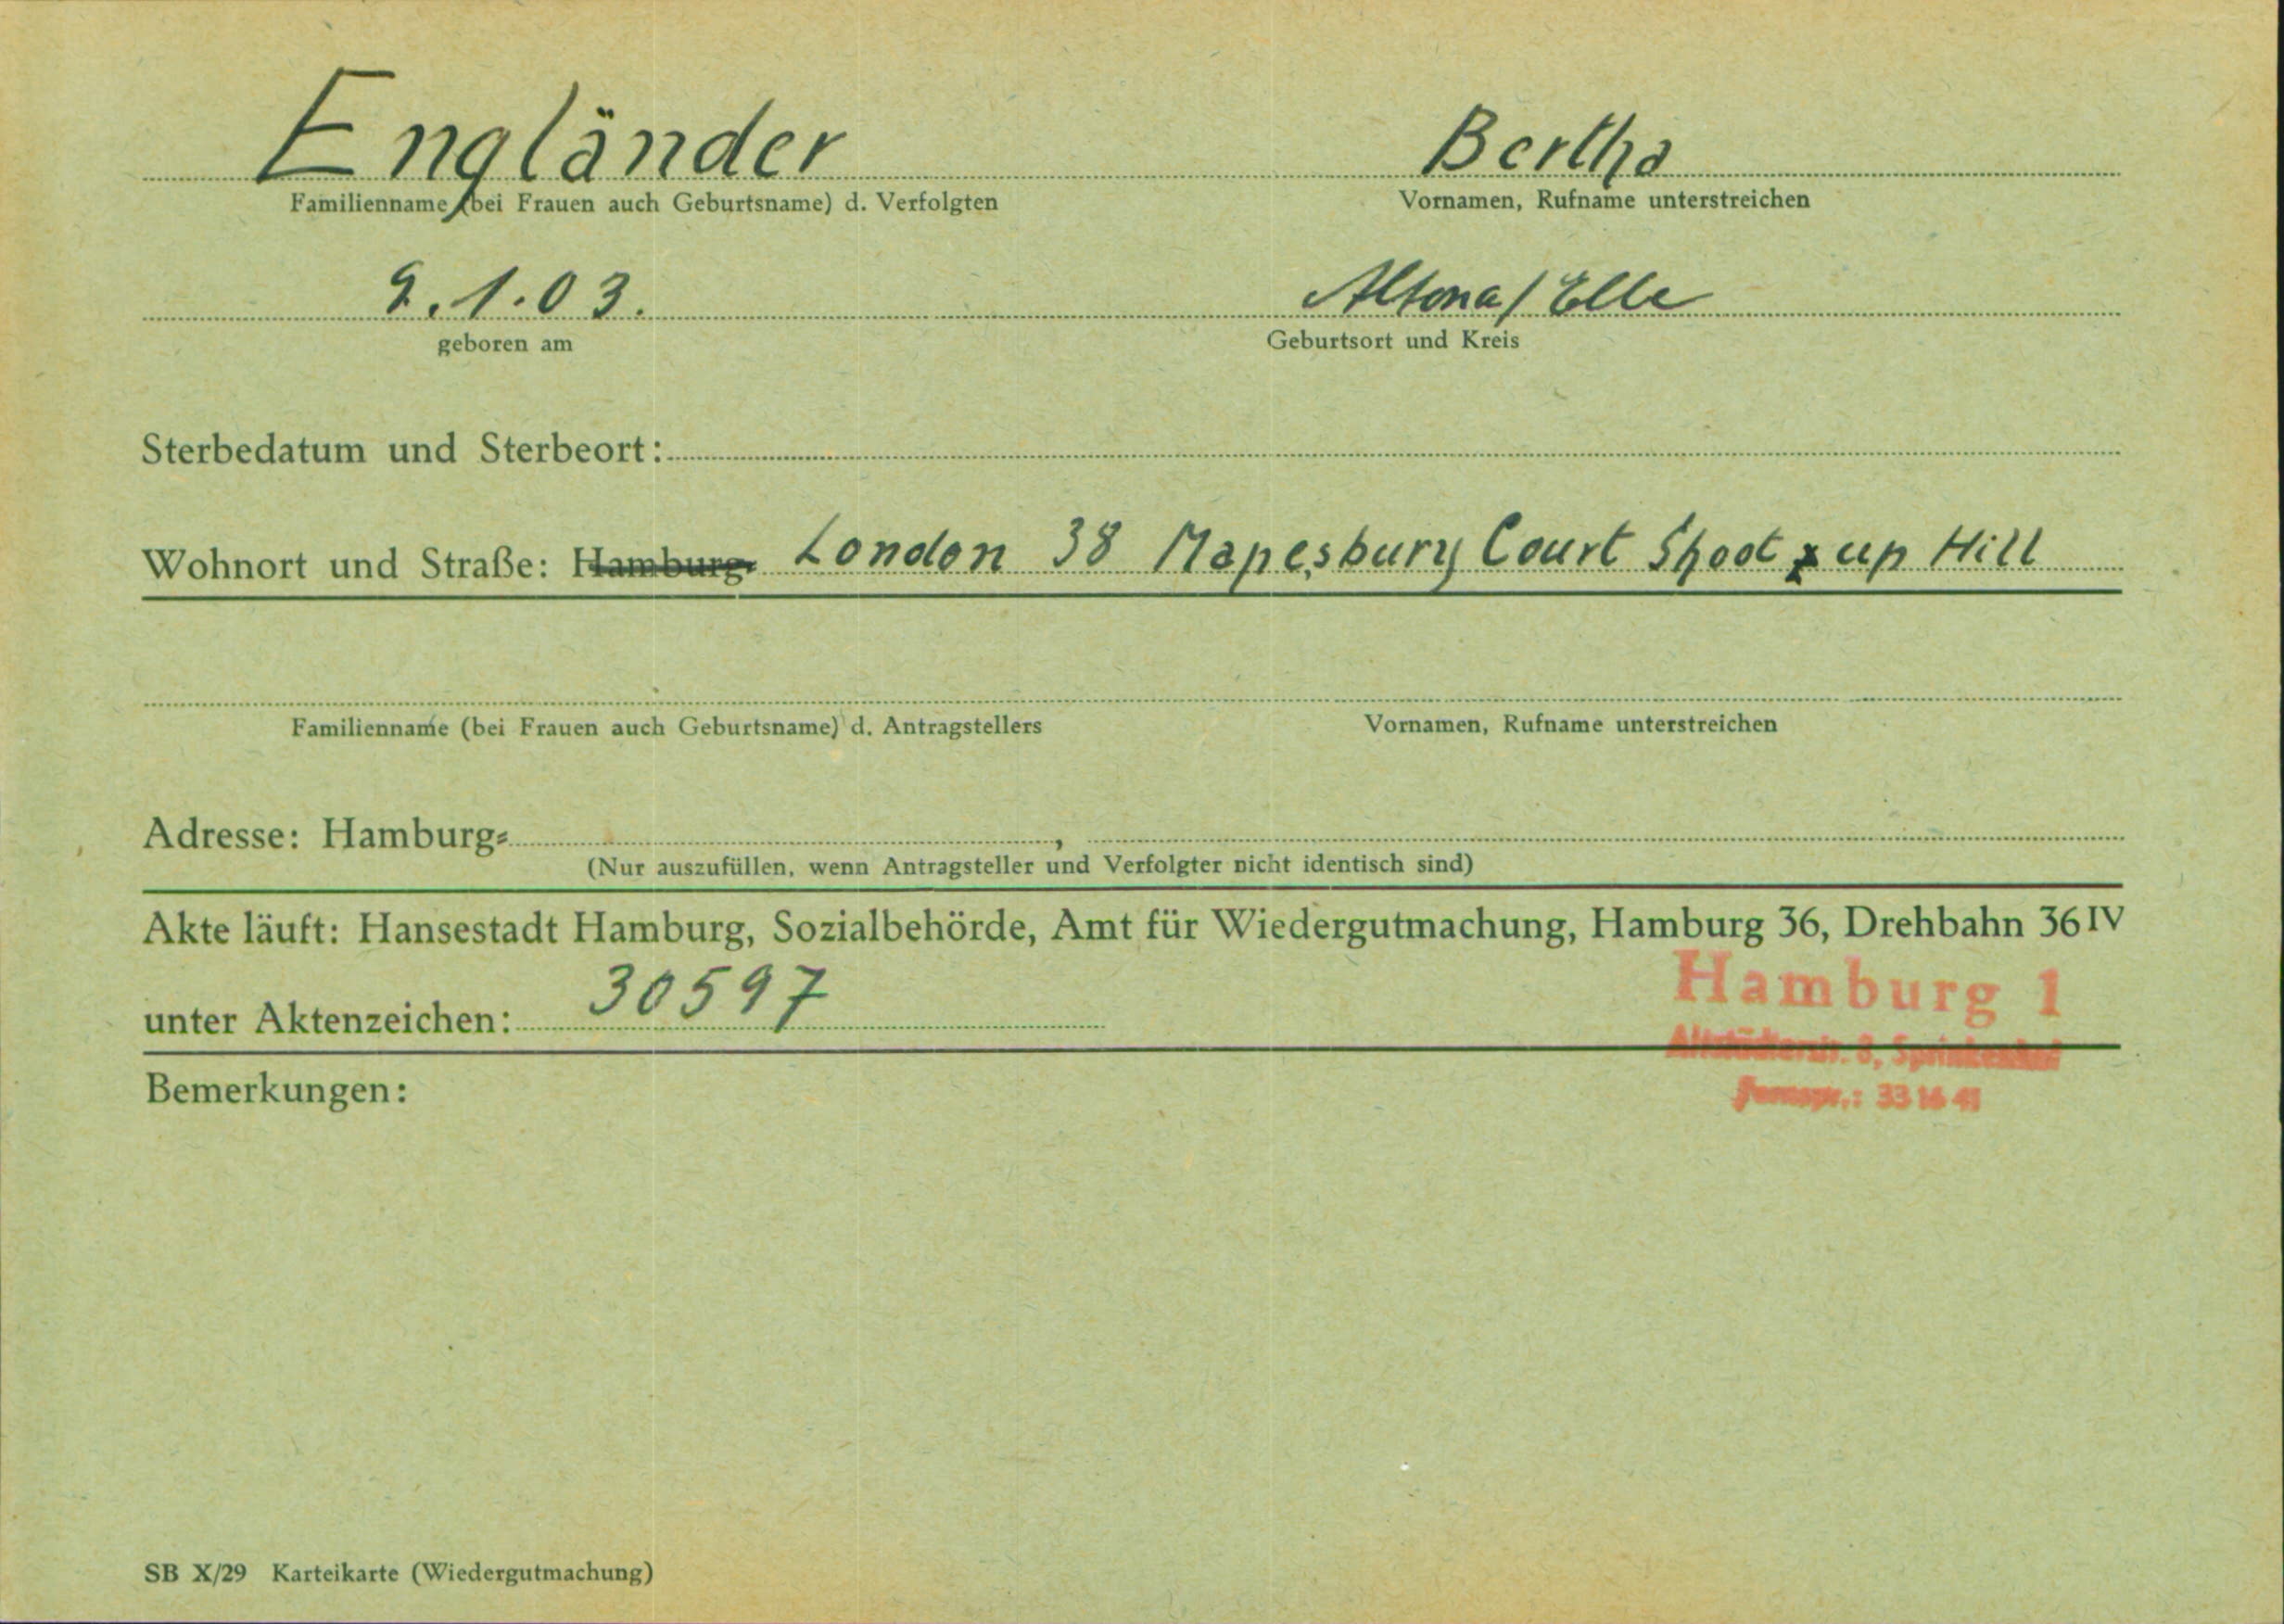 Engländer Bertha
Familienname (bei Frauen auch Geburtsname) d. Verfolgten Vornamen, Rufname unterstreichen
9.1.03. Altona/Elbe
geboren am Geburtsort und Kreis
Sterbedatum und Sterbeort:
Wohnort und Straße: Hamburg- London 38 Mapesbury Court Shoot up Hill
Familienname (bei Frauen auch Geburtsname) d. Antragstellers Vornamen, Rufname unterstreichen
Adresse: Hamburg- ,
(Nur auszufüllen, wenn Antragsteller und Verfolgter nicht identisch sind)
Akte läuft: Hansestadt Hamburg, Sozialbehörde, Amt für Wiedergutmachung, Hamburg 36, Drehbahn 36 IV
Hamburg 1
unter Aktenzeichen: 30597
Altstädterstr. 8, Sprinkenhof
Fernspr.: 33 16 41
Bemerkungen:
SB X/29 Karteikarte (Wiedergutmachung)